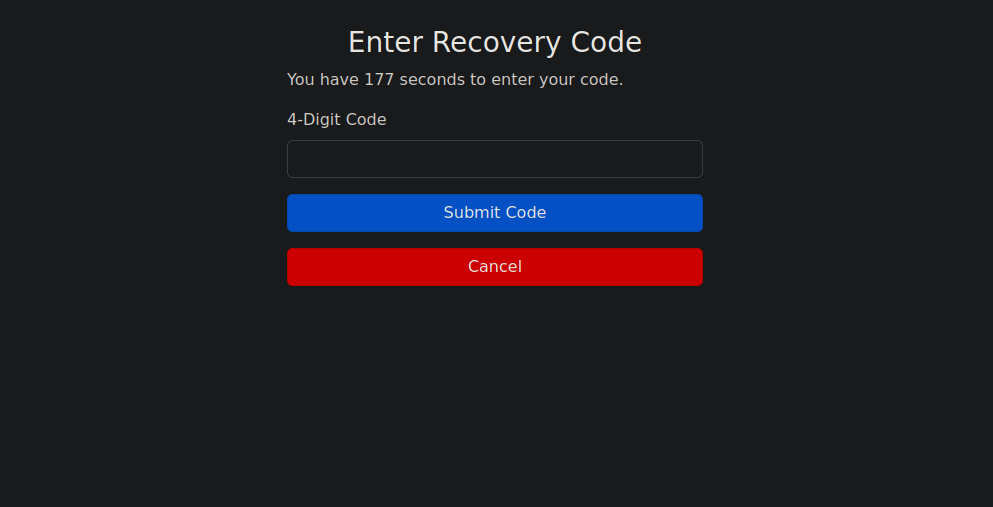 Enter Recovery Code
You have 177 seconds to enter your code.
4-Digit Code
Submit Code
Cancel